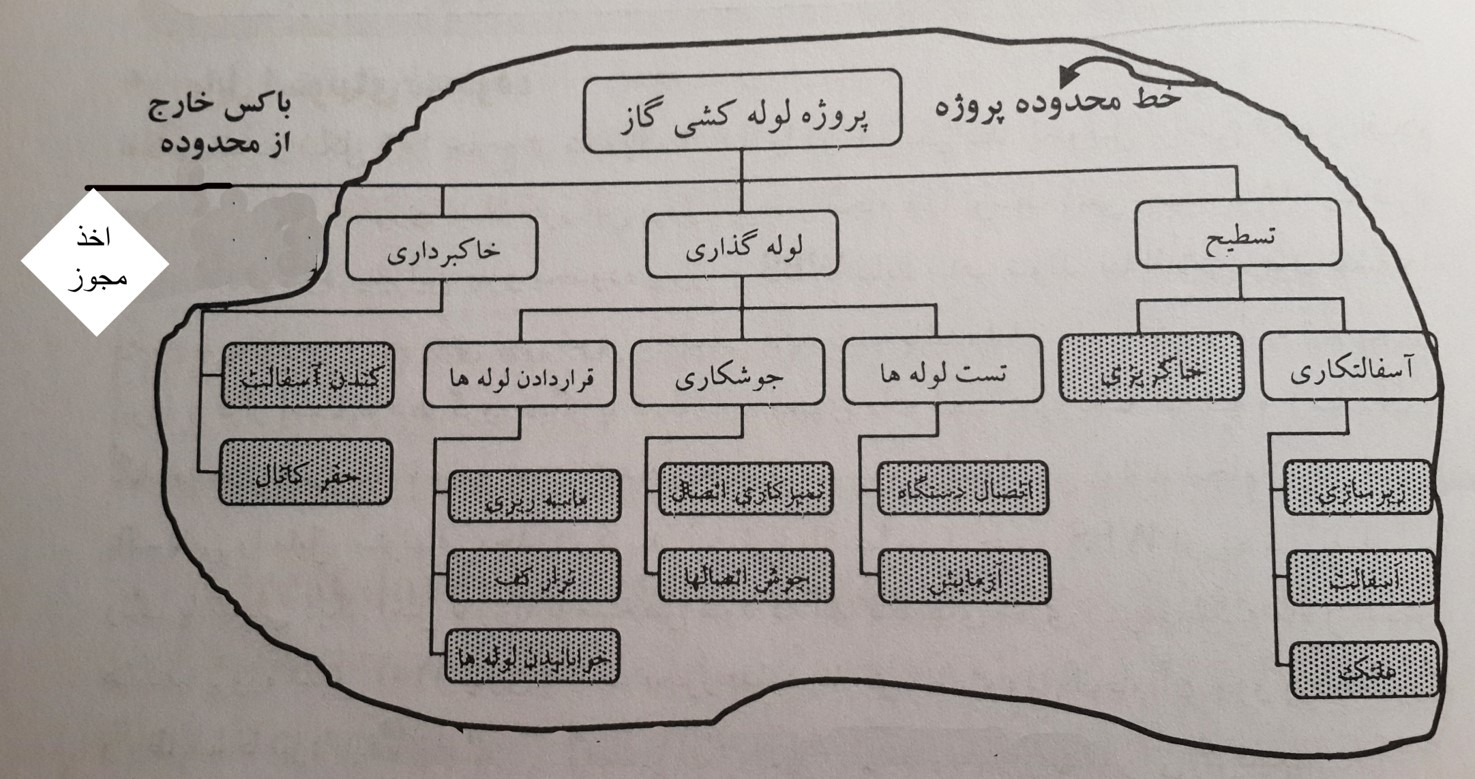 پروژه لوله کشی گاز
خط محدوده پروژه
باکس خارج
از محدوده
تسطیح
لوله گذاری
خاکبرداری
اخذ
مجوز
آسفالتکاری
خاکریزی
تست لوله ها
جوشکاری
قراردادن لوله ها
کندن آسفالت
زیرسازی
اتصال دستگاه
تمیزکاری اتصال
ماسه ریزی
حفر کانال
آسفالت
آزمایش
جوش اتصالها
تراز کف
غلتک
خوابانیدن لوله ها